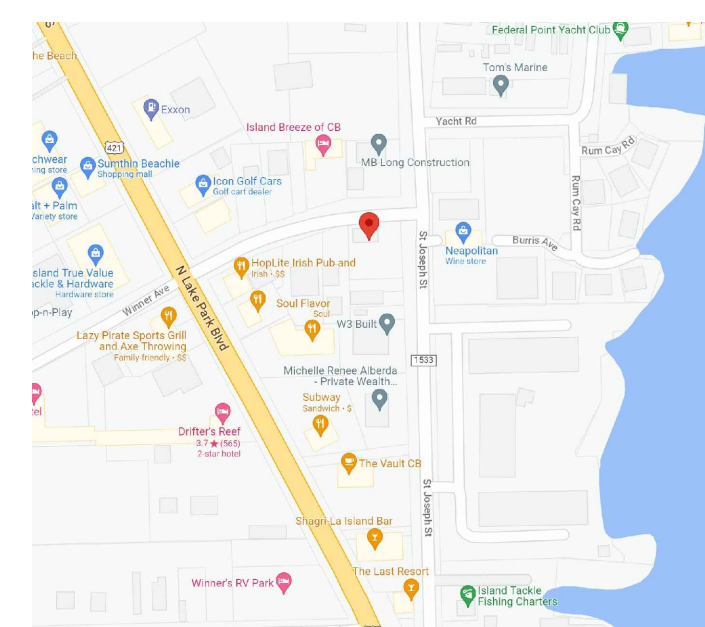 Federal Point Yacht Club
he Beach
Tom's Marine
Exxon
Yacht Rd
Island Breeze of CB
421
Rum Cay Rd
chwear
ning store
Sumthin Beachie
Shopping mall
MB Long Construction
Icon Golf Cars
Golf cart dealer
alt + Palm
Variety store
Rum Cay Rd
St Joseph St
Burris Ave
Neapolitan
Wine store
HopLite Irish Pub and
Irish • $$
sland True Value
ackle & Hardware
Hardware store
N Lake Park Blvd
Winner Ave
op-n-Play
Soul Flavor
Soul
W3 Built
Lazy Pirate Sports Grill
and Axe Throwing
Family friendly • $$
1533
Michelle Renee Alberda
- Private Wealth...
Subway
Sandwich • $
zel
Drifter's Reef
3.7 ★ (565)
2-star hotel
The Vault CB
St Joseph St
Shagri-La Island Bar
The Last Resort
Winner's RV Park
Island Tackle
Fishing Charters